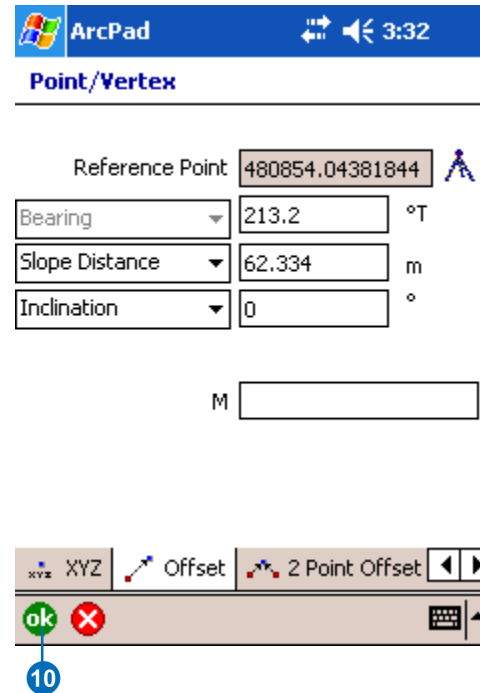 ArcPad 3:32
Point/Vertex
Reference Point 480854.04381844
Bearing 213.2 °T
Slope Distance 62.334 m
Inclination 0 °
M
XYZ XYZ Offset 2 Point Offset
ok
10